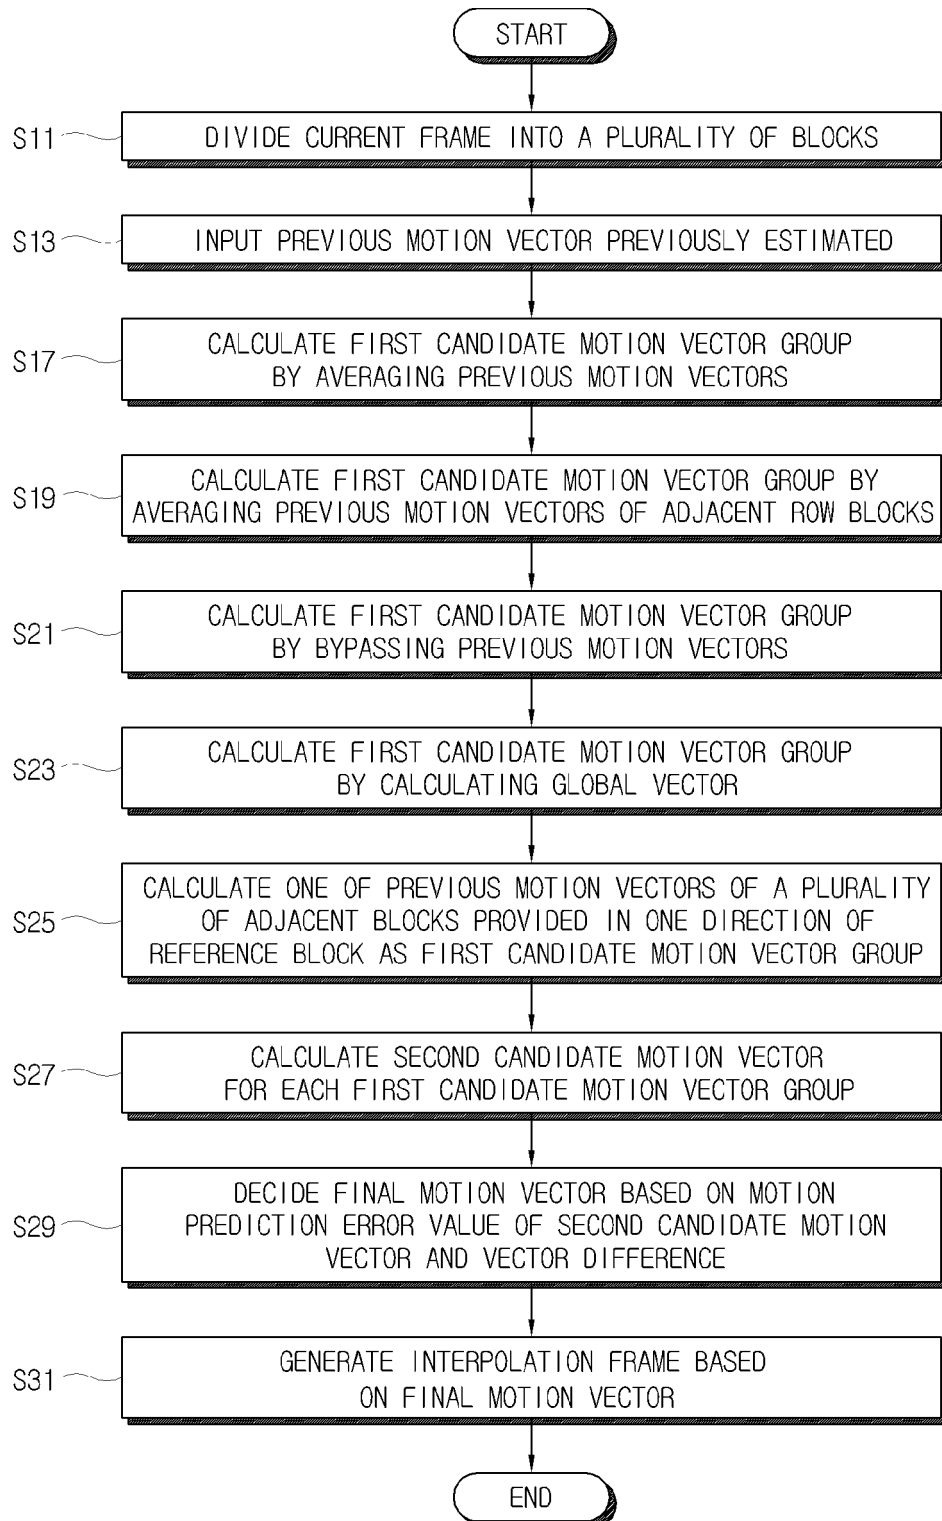 START
S11
DIVIDE CURRENT FRAME INTO A PLURALITY OF BLOCKS
S13
INPUT PREVIOUS MOTION VECTOR PREVIOUSLY ESTIMATED
S17
CALCULATE FIRST CANDIDATE MOTION VECTOR GROUP
BY AVERAGING PREVIOUS MOTION VECTORS
S19
CALCULATE FIRST CANDIDATE MOTION VECTOR GROUP BY
AVERAGING PREVIOUS MOTION VECTORS OF ADJACENT ROW BLOCKS
S21
CALCULATE FIRST CANDIDATE MOTION VECTOR GROUP
BY BYPASSING PREVIOUS MOTION VECTORS
S23
CALCULATE FIRST CANDIDATE MOTION VECTOR GROUP
BY CALCULATING GLOBAL VECTOR
S25
CALCULATE ONE OF PREVIOUS MOTION VECTORS OF A PLURALITY
OF ADJACENT BLOCKS PROVIDED IN ONE DIRECTION OF
REFERENCE BLOCK AS FIRST CANDIDATE MOTION VECTOR GROUP
S27
CALCULATE SECOND CANDIDATE MOTION VECTOR
FOR EACH FIRST CANDIDATE MOTION VECTOR GROUP
S29
DECIDE FINAL MOTION VECTOR BASED ON MOTION
PREDICTION ERROR VALUE OF SECOND CANDIDATE MOTION
VECTOR AND VECTOR DIFFERENCE
S31
GENERATE INTERPOLATION FRAME BASED
ON FINAL MOTION VECTOR
END